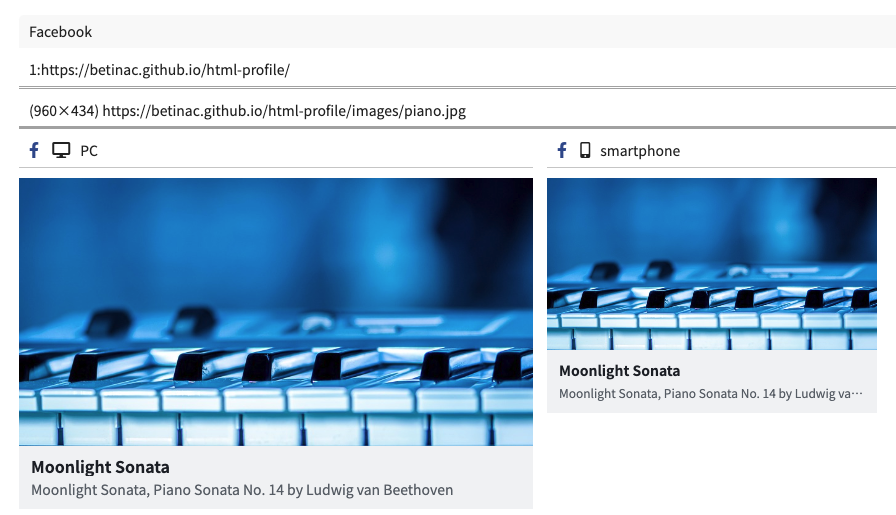 Facebook
1:https://betinac.github.io/html-profile/
(960×434) https://betinac.github.io/html-profile/images/piano.jpg
PC
smartphone
Moonlight Sonata
Moonlight Sonata, Piano Sonata No. 14 by Ludwig van Beethoven
Moonlight Sonata
Moonlight Sonata, Piano Sonata No. 14 by Ludwig va⋯